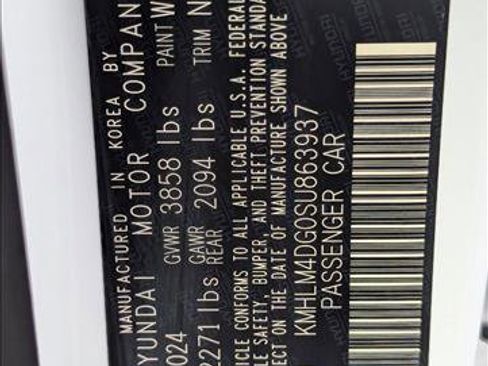 MANUFACTURED IN KOREA BY
YUNDAI MOTOR COMPAN
024 GVWR 3858 lbs PAINT W
2271 lbs GAWR REAR 2094 lbs TRIM N
ICLE CONFORMS TO ALL APPLICABLE U.S.A. FEDERAL
LE SAFETY, BUMPER, AND THEFT PREVENTION STANDA
ECT ON THE DATE OF MANUFACTURE SHOWN ABOVE
KMHLM4DG0SU863937
PASSENGER CAR